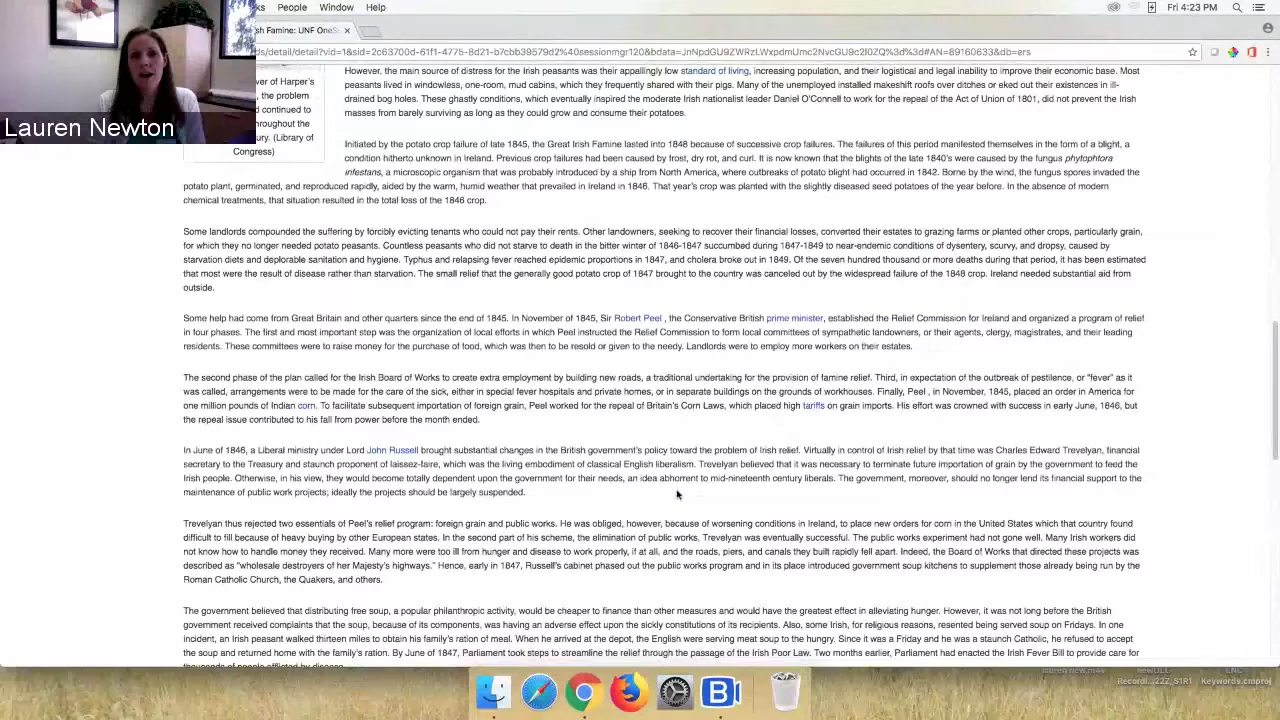 ks People Window Help Fri 4:23 PM
sh Famine: UNF OneS
ds/detail/detail?vid=1&sid=2c63700d-61f1-4775-8d21-b7cbb39579d2%40sessionmgr120&bdata=JnNpdGU9ZWRzLWxpdmUmc2NvcGU9c2l0ZQ%3d%3d#AN=89160633&db=ers
Lauren Newton
ver of Harper's
, the problem
d continued to
hroughout the
ury. (Library of
Congress)
However, the main source of distress for the Irish peasants was their appallingly low standard of living, increasing population, and their logistical and legal inability to improve their economic base. Most
peasants lived in windowless, one-room, mud cabins, which they frequently shared with their pigs. Many of the unemployed installed makeshift roofs over ditches or eked out their existences in ill-
drained bog holes. These ghastly conditions, which eventually inspired the moderate Irish nationalist leader Daniel O'Connell to work for the repeal of the Act of Union of 1801, did not prevent the Irish
masses from barely surviving as long as they could grow and consume their potatoes.
Initiated by the potato crop failure of late 1845, the Great Irish Famine lasted into 1848 because of successive crop failures. The failures of this period manifested themselves in the form of a blight, a
condition hitherto unknown in Ireland. Previous crop failures had been caused by frost, dry rot, and curl. It is now known that the blights of the late 1840's were caused by the fungus phytophtora
infestans, a microscopic organism that was probably introduced by a ship from North America, where outbreaks of potato blight had occurred in 1842. Borne by the wind, the fungus spores invaded the
potato plant, germinated, and reproduced rapidly, aided by the warm, humid weather that prevailed in Ireland in 1846. That year's crop was planted with the slightly diseased seed potatoes of the year before. In the absence of modern
chemical treatments, that situation resulted in the total loss of the 1846 crop.
Some landlords compounded the suffering by forcibly evicting tenants who could not pay their rents. Other landowners, seeking to recover their financial losses, converted their estates to grazing farms or planted other crops, particularly grain,
for which they no longer needed potato peasants. Countless peasants who did not starve to death in the bitter winter of 1846-1847 succumbed during 1847-1849 to near-endemic conditions of dysentery, scurvy, and dropsy, caused by
starvation diets and deplorable sanitation and hygiene. Typhus and relapsing fever reached epidemic proportions in 1847, and cholera broke out in 1849. Of the seven hundred thousand or more deaths during that period, it has been estimated
that most were the result of disease rather than starvation. The small relief that the generally good potato crop of 1847 brought to the country was canceled out by the widespread failure of the 1848 crop. Ireland needed substantial aid from
outside.
Some help had come from Great Britain and other quarters since the end of 1845. In November of 1845, Sir Robert Peel , the Conservative British prime minister, established the Relief Commission for Ireland and organized a program of relief
in four phases. The first and most important step was the organization of local efforts in which Peel instructed the Relief Commission to form local committees of sympathetic landowners, or their agents, clergy, magistrates, and their leading
residents. These committees were to raise money for the purchase of food, which was then to be resold or given to the needy. Landlords were to employ more workers on their estates.
The second phase of the plan called for the Irish Board of Works to create extra employment by building new roads, a traditional undertaking for the provision of famine relief. Third, in expectation of the outbreak of pestilence, or "fever" as it
was called, arrangements were to be made for the care of the sick, either in special fever hospitals and private homes, or in separate buildings on the grounds of workhouses. Finally, Peel , in November, 1845, placed an order in America for
one million pounds of Indian corn. To facilitate subsequent importation of foreign grain, Peel worked for the repeal of Britain's Corn Laws, which placed high tariffs on grain imports. His effort was crowned with success in early June, 1846, but
the repeal issue contributed to his fall from power before the month ended.
In June of 1846, a Liberal ministry under Lord John Russell brought substantial changes in the British government's policy toward the problem of Irish relief. Virtually in control of Irish relief by that time was Charles Edward Trevelyan, financial
secretary to the Treasury and staunch proponent of laissez-faire, which was the living embodiment of classical English liberalism. Trevelyan believed that it was necessary to terminate future importation of grain by the government to feed the
Irish people. Otherwise, in his view, they would become totally dependent upon the government for their needs, an idea abhorrent to mid-nineteenth century liberals. The government, moreover, should no longer lend its financial support to the
maintenance of public work projects; ideally the projects should be largely suspended.
Trevelyan thus rejected two essentials of Peel's relief program: foreign grain and public works. He was obliged, however, because of worsening conditions in Ireland, to place new orders for corn in the United States which that country found
difficult to fill because of heavy buying by other European states. In the second part of his scheme, the elimination of public works, Trevelyan was eventually successful. The public works experiment had not gone well. Many Irish workers did
not know how to handle money they received. Many more were too ill from hunger and disease to work properly, if at all, and the roads, piers, and canals they built rapidly fell apart. Indeed, the Board of Works that directed these projects was
described as "wholesale destroyers of her Majesty's highways." Hence, early in 1847, Russell's cabinet phased out the public works program and in its place introduced government soup kitchens to supplement those already being run by the
Roman Catholic Church, the Quakers, and others.
The government believed that distributing free soup, a popular philanthropic activity, would be cheaper to finance than other measures and would have the greatest effect in alleviating hunger. However, it was not long before the British
government received complaints that the soup, because of its components, was having an adverse effect upon the sickly constitutions of its recipients. Also, some Irish, for religious reasons, resented being served soup on Fridays. In one
incident, an Irish peasant walked thirteen miles to obtain his family's ration of meal. When he arrived at the depot, the English were serving meat soup to the hungry. Since it was a Friday and he was a staunch Catholic, he refused to accept
the soup and returned home with the family's ration. By June of 1847, Parliament took steps to streamline the relief through the passage of the Irish Poor Law. Two months earlier, Parliament had enacted the Irish Fever Bill to provide care for
thousands of people afflicted by disease.
Recordi...22Z_S1R1 Keywords.cmproj
B